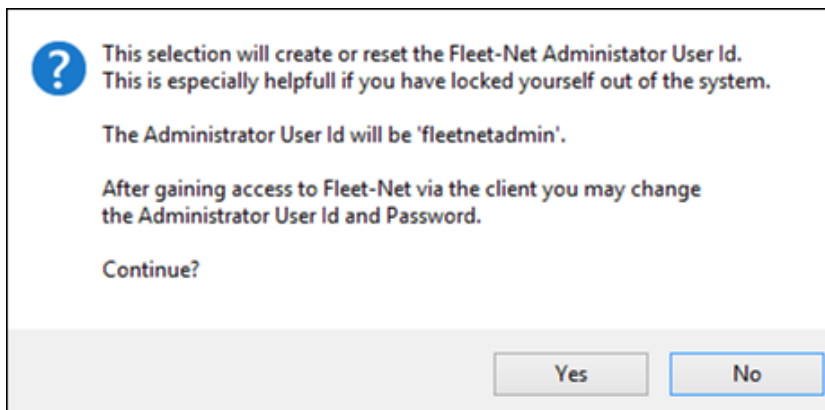 This selection will create or reset the Fleet-Net Administator User Id.
This is especially helpfull if you have locked yourself out of the system.
The Administrator User Id will be 'fleetnetadmin'.
After gaining access to Fleet-Net via the client you may change
the Administrator User Id and Password.
Continue?
Yes
No